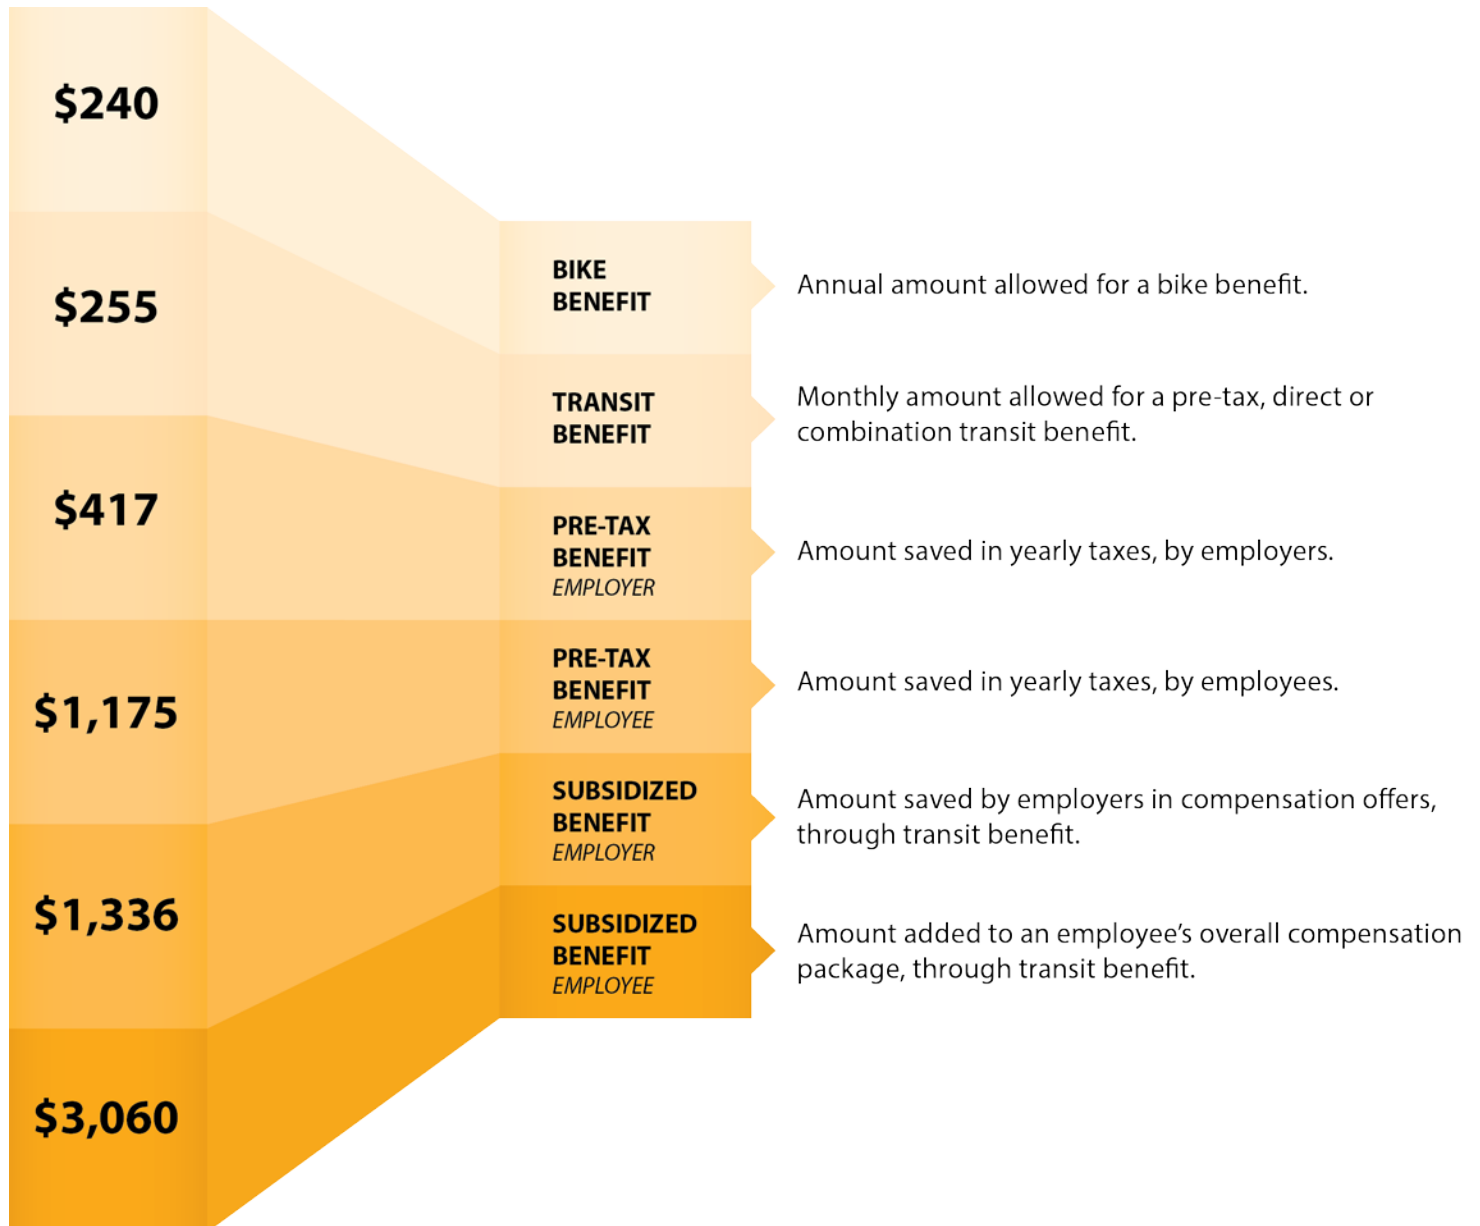 $240
$255
$417
$1,175
$1,336
$3,060
BIKE
BENEFIT
Annual amount allowed for a bike benefit.
TRANSIT
BENEFIT
Monthly amount allowed for a pre-tax, direct or
combination transit benefit.
PRE-TAX
BENEFIT
EMPLOYER
Amount saved in yearly taxes, by employers.
PRE-TAX
BENEFIT
EMPLOYEE
Amount saved in yearly taxes, by employees.
SUBSIDIZED
BENEFIT
EMPLOYER
Amount saved by employers in compensation offers,
through transit benefit.
SUBSIDIZED
BENEFIT
EMPLOYEE
Amount added to an employee’s overall compensation
package, through transit benefit.